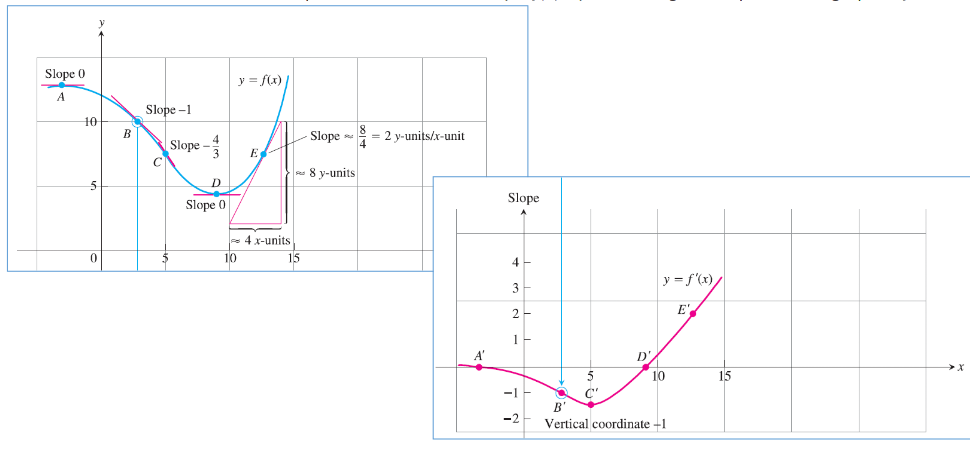 y
Slope 0
A
y = f(x)
Slope –1
10
B
Slope –4/3
C
Slope ≈ 8/4 = 2 y-units/x-unit
E
≈ 8 y-units
D
5
Slope 0
≈ 4 x-units
0
5
10
15
Slope
4
y = f′(x)
3
E′
2
1
A′
D′
x
5
10
15
–1
C′
B′
–2
Vertical coordinate –1